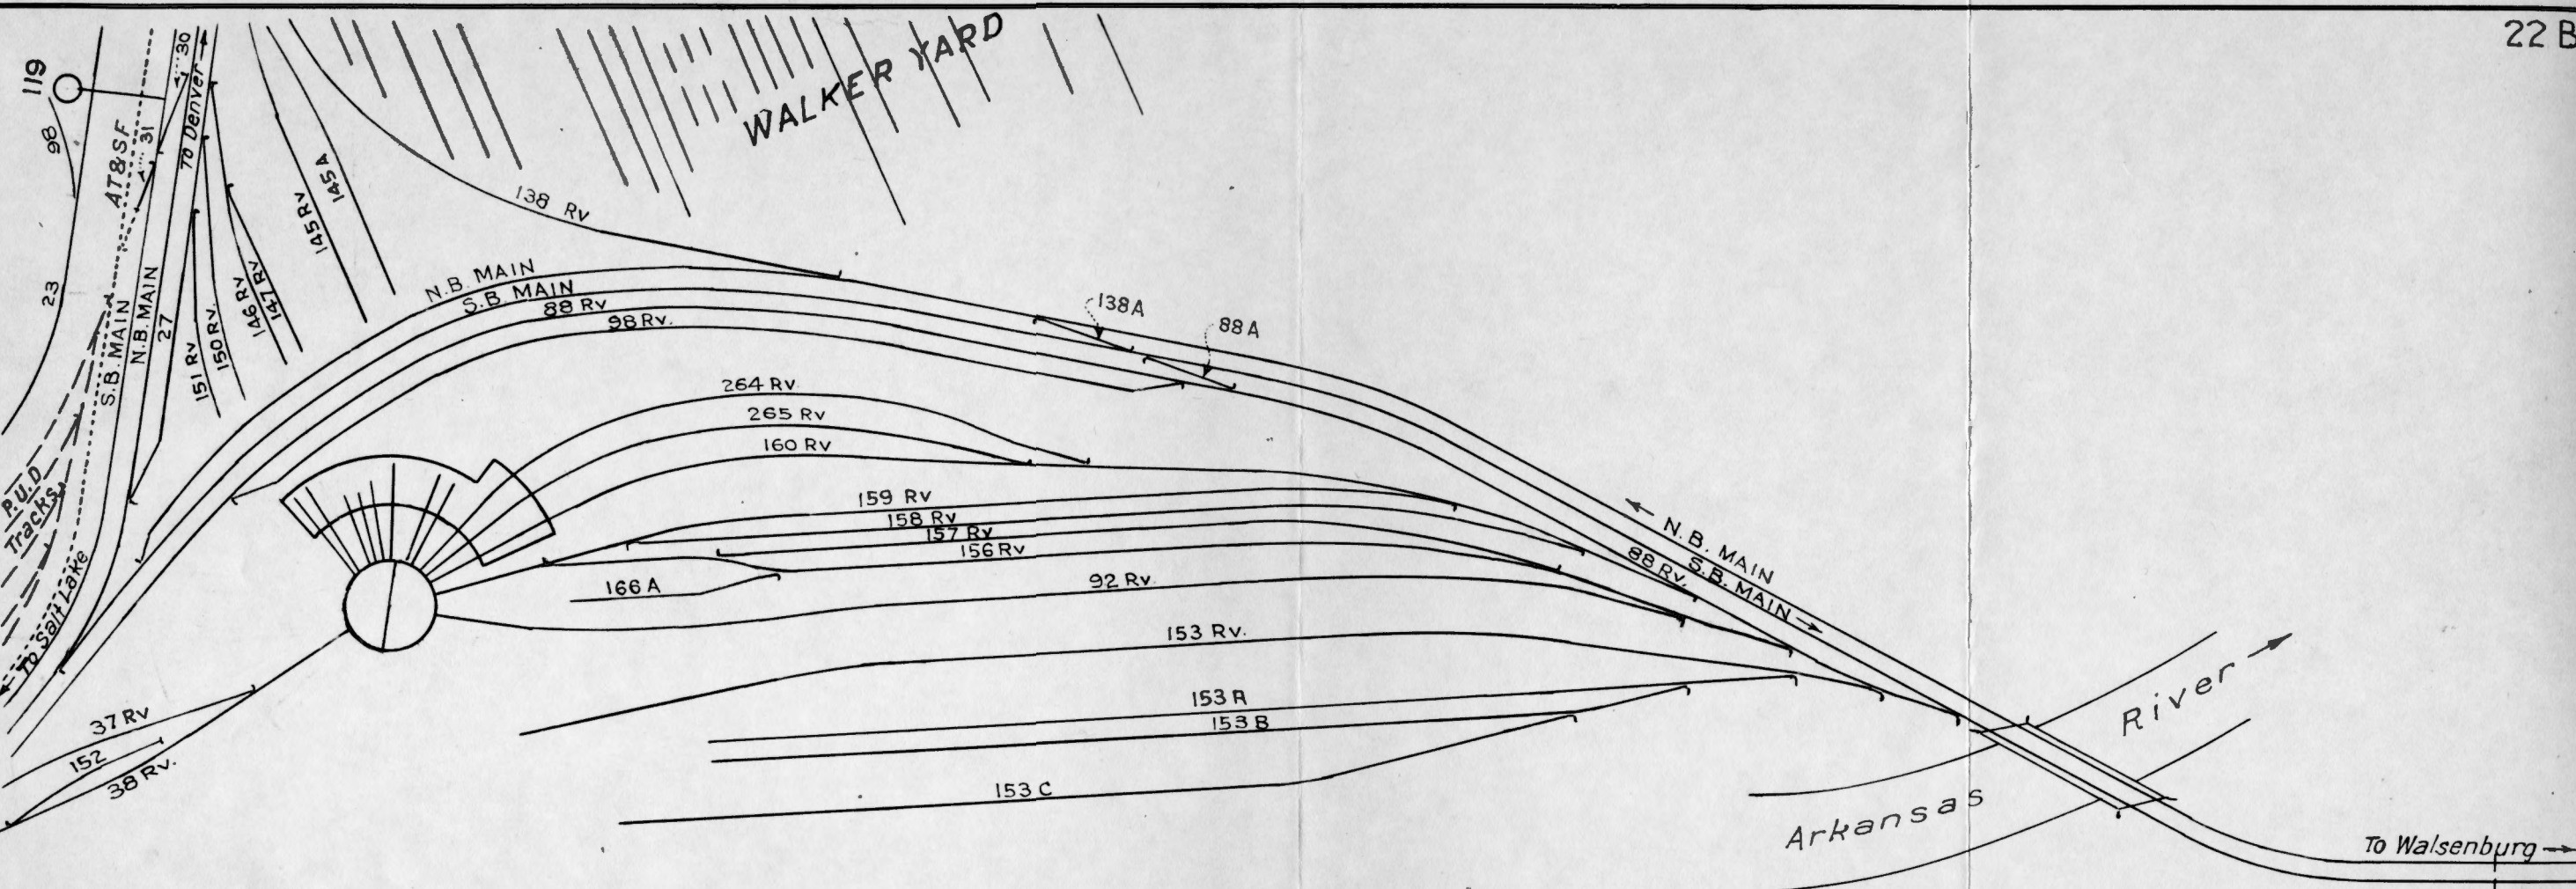 22 B
WALKER YARD
119
98
AT&SF
30
31
To Denver
145 A
145 RV
138 RV
147 RV
146 RV
150 RV.
151 RV
23
S.B. MAIN
N.B. MAIN
27
N.B. MAIN
S.B. MAIN
88 RV
98 RV.
138A
88A
264 RV
265 RV
160 RV
159 RV
158 RV
157 RV
156 RV
166 A
92 RV.
153 RV.
153 A
153 B
153 C
P.U.D.
Tracks
To Salt Lake
37 RV
152
38 RV.
N.B. MAIN
S.B. MAIN
88 RV.
Arkansas River
To Walsenburg